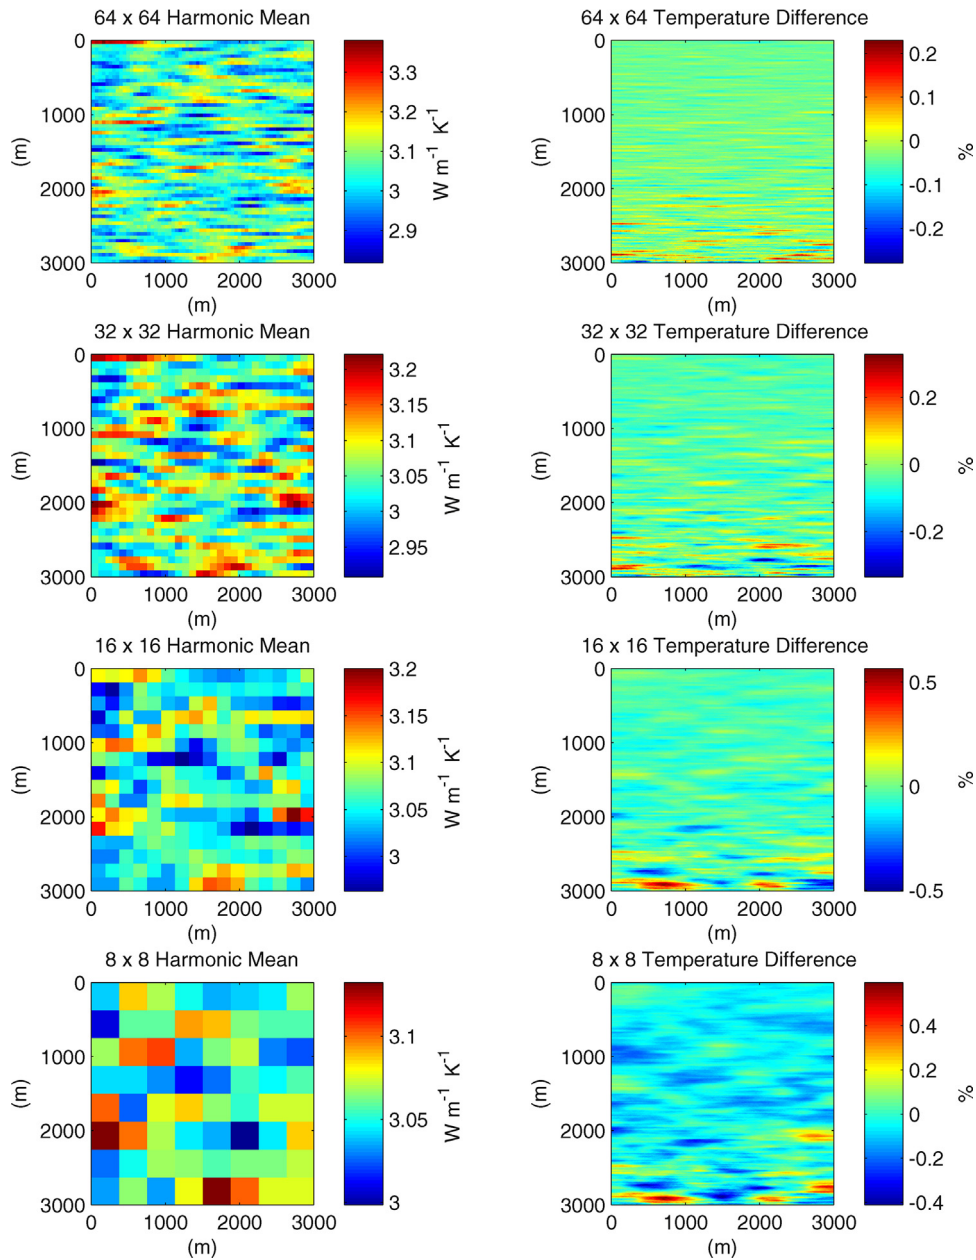 64 x 64 Harmonic Mean
0
1000
2000
3000
(m)
0 1000 2000 3000
(m)
3.3
3.2
3.1
3
2.9
W m⁻¹ K⁻¹
64 x 64 Temperature Difference
0
1000
2000
3000
(m)
0 1000 2000 3000
(m)
0.2
0.1
0
-0.1
-0.2
%
32 x 32 Harmonic Mean
0
1000
2000
3000
(m)
0 1000 2000 3000
(m)
3.2
3.15
3.1
3.05
3
2.95
W m⁻¹ K⁻¹
32 x 32 Temperature Difference
0
1000
2000
3000
(m)
0 1000 2000 3000
(m)
0.2
0
-0.2
%
16 x 16 Harmonic Mean
0
1000
2000
3000
(m)
0 1000 2000 3000
(m)
3.2
3.15
3.1
3.05
3
W m⁻¹ K⁻¹
16 x 16 Temperature Difference
0
1000
2000
3000
(m)
0 1000 2000 3000
(m)
0.5
0
-0.5
%
8 x 8 Harmonic Mean
0
1000
2000
3000
(m)
0 1000 2000 3000
(m)
3.1
3.05
3
W m⁻¹ K⁻¹
8 x 8 Temperature Difference
0
1000
2000
3000
(m)
0 1000 2000 3000
(m)
0.4
0.2
0
-0.2
-0.4
%